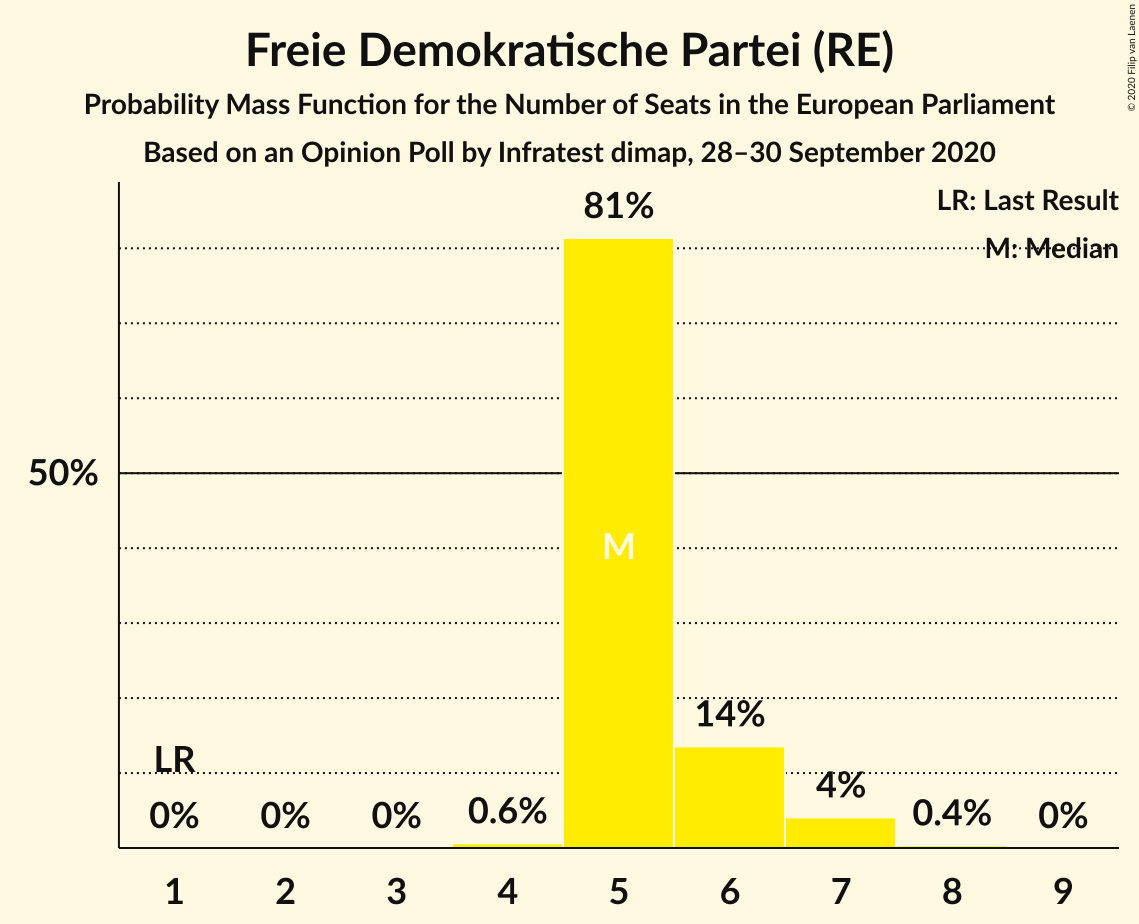 Freie Demokratische Partei (RE)
Probability Mass Function for the Number of Seats in the European Parliament
Based on an Opinion Poll by Infratest dimap, 28–30 September 2020
© 2020 Filip van Laenen
LR: Last Result
M: Median
81%
50%
M
14%
LR
4%
0% 0% 0% 0.6% 0.4% 0%
1 2 3 4 5 6 7 8 9